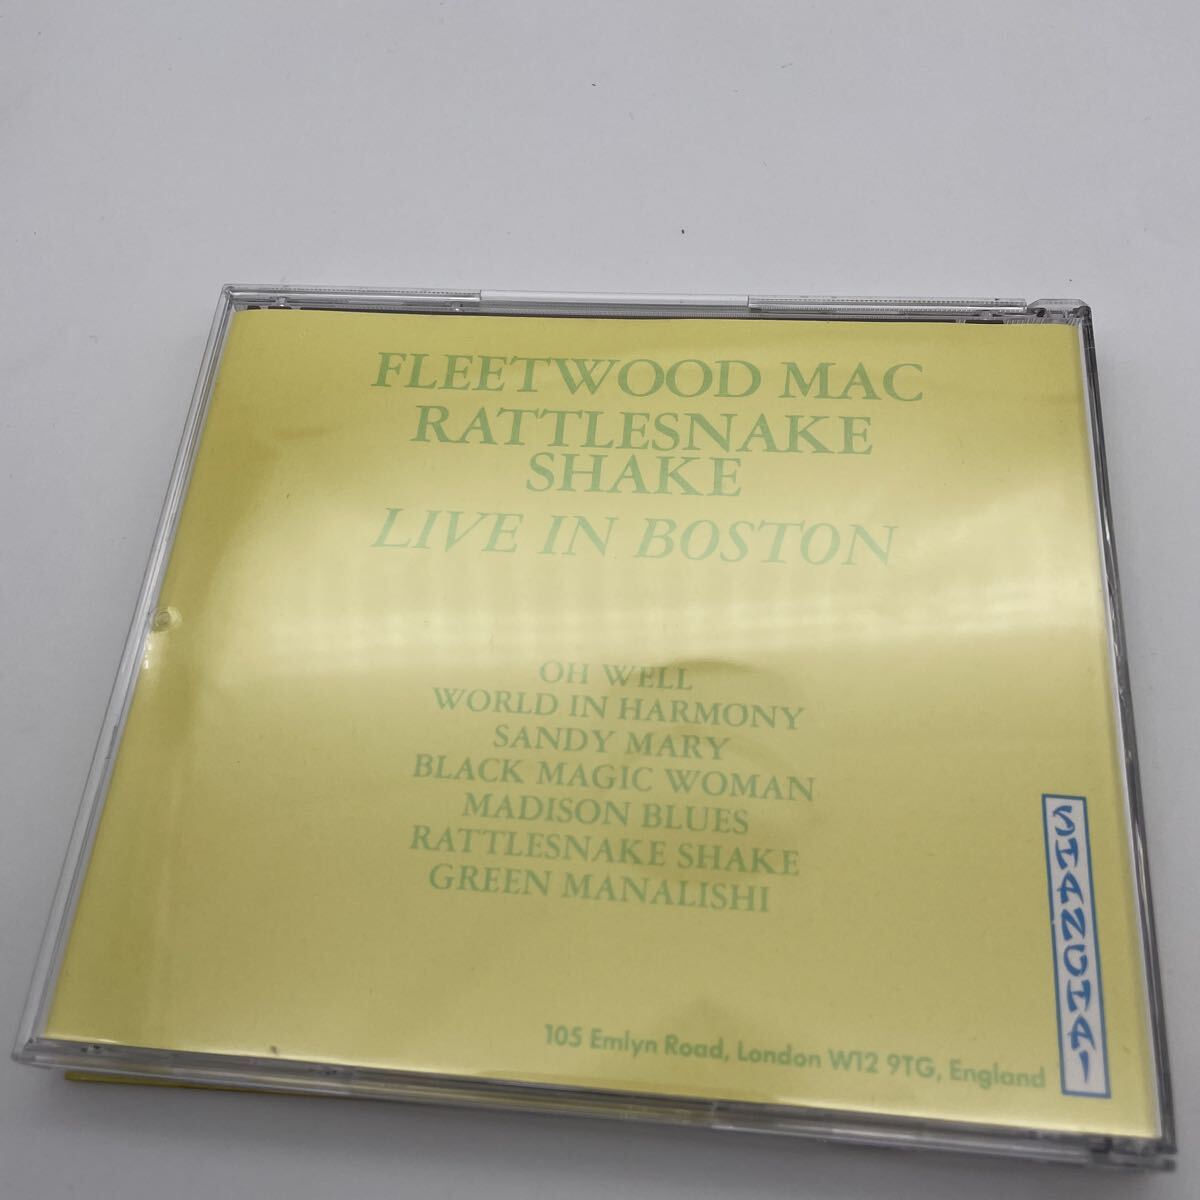 FLEETWOOD MAC
RATTLESNAKE
SHAKE
LIVE IN BOSTON
OH WELL
WORLD IN HARMONY
SANDY MARY
BLACK MAGIC WOMAN
MADISON BLUES
RATTLESNAKE SHAKE
GREEN MANALISHI
SHANGHAI
105 Emlyn Road, London W12 9TG, England